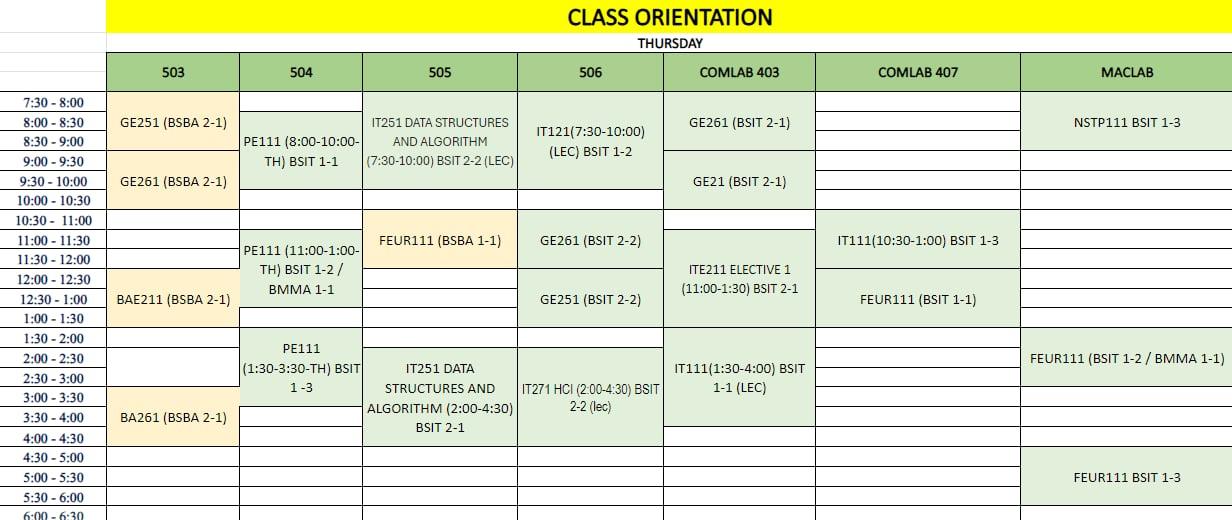 CLASS ORIENTATION
THURSDAY
503 504 505 506 COMLAB 403 COMLAB 407 MACLAB
7:30 - 8:00
8:00 - 8:30
8:30 - 9:00
9:00 - 9:30
9:30 - 10:00
10:00 - 10:30
10:30 - 11:00
11:00 - 11:30
11:30 - 12:00
12:00 - 12:30
12:30 - 1:00
1:00 - 1:30
1:30 - 2:00
2:00 - 2:30
2:30 - 3:00
3:00 - 3:30
3:30 - 4:00
4:00 - 4:30
4:30 - 5:00
5:00 - 5:30
5:30 - 6:00
6:00 - 6:30
GE251 (BSBA 2-1)
GE261 (BSBA 2-1)
BAE211 (BSBA 2-1)
BA261 (BSBA 2-1)
PE111 (8:00-10:00-
TH) BSIT 1-1
PE111 (11:00-1:00-
TH) BSIT 1-2 /
BMMA 1-1
PE111
(1:30-3:30-TH) BSIT
1 -3
IT251 DATA STRUCTURES
AND ALGORITHM
(7:30-10:00) BSIT 2-2 (LEC)
FEUR111 (BSBA 1-1)
IT251 DATA
STRUCTURES AND
ALGORITHM (2:00-4:30)
BSIT 2-1
IT121(7:30-10:00)
(LEC) BSIT 1-2
GE261 (BSIT 2-2)
GE251 (BSIT 2-2)
IT271 HCI (2:00-4:30) BSIT
2-2 (lec)
GE261 (BSIT 2-1)
GE21 (BSIT 2-1)
ITE211 ELECTIVE 1
(11:00-1:30) BSIT 2-1
IT111(1:30-4:00) BSIT
1-1 (LEC)
IT111(10:30-1:00) BSIT 1-3
FEUR111 (BSIT 1-1)
NSTP111 BSIT 1-3
FEUR111 (BSIT 1-2 / BMMA 1-1)
FEUR111 BSIT 1-3